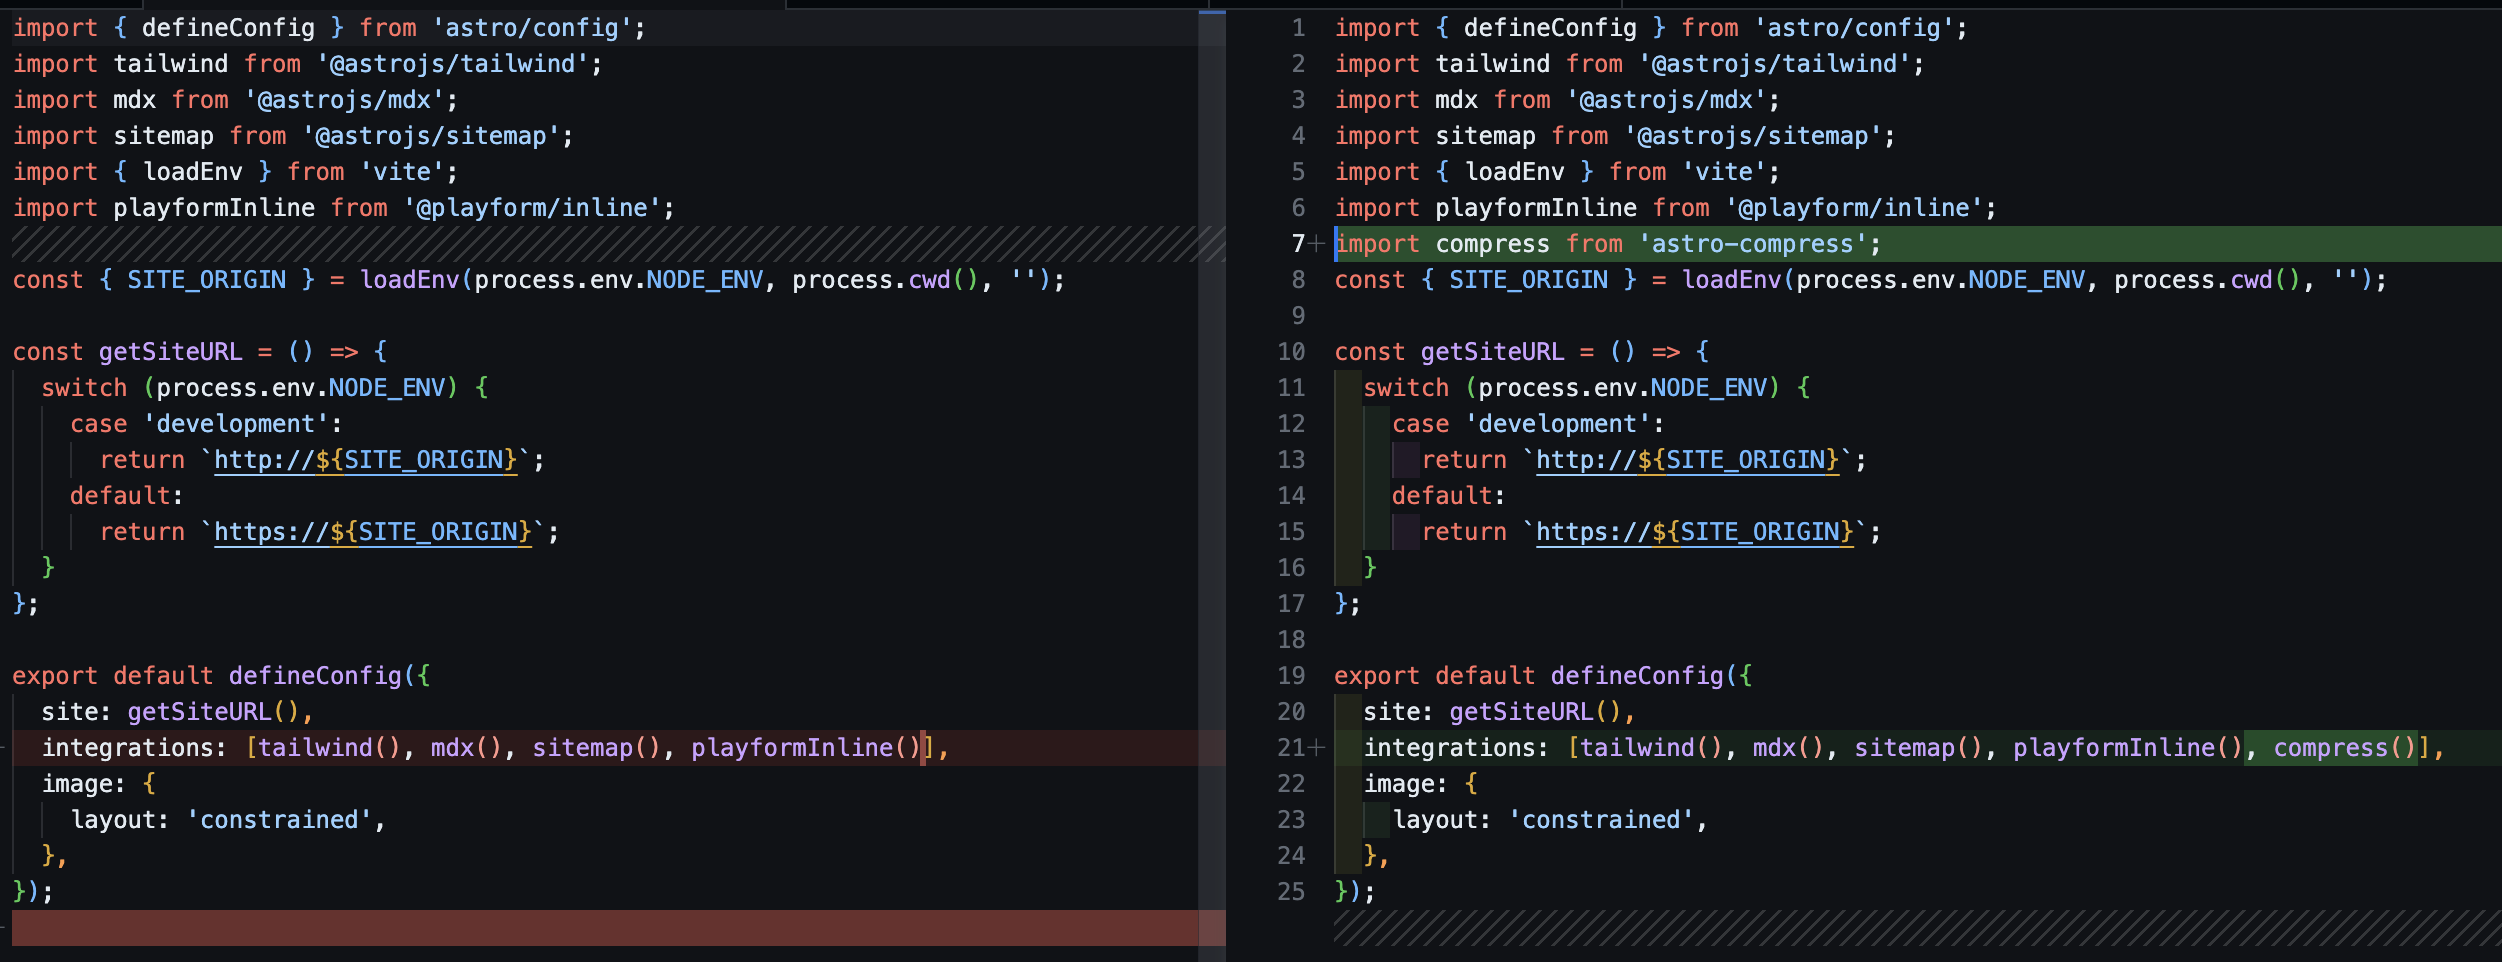 import { defineConfig } from 'astro/config';
import tailwind from '@astrojs/tailwind';
import mdx from '@astrojs/mdx';
import sitemap from '@astrojs/sitemap';
import { loadEnv } from 'vite';
import playformInline from '@playform/inline';
const { SITE_ORIGIN } = loadEnv(process.env.NODE_ENV, process.cwd(), '');
const getSiteURL = () => {
switch (process.env.NODE_ENV) {
case 'development':
return `http://${SITE_ORIGIN}`;
default:
return `https://${SITE_ORIGIN}`;
}
};
export default defineConfig({
site: getSiteURL(),
integrations: [tailwind(), mdx(), sitemap(), playformInline()],
image: {
layout: 'constrained',
},
});
1 import { defineConfig } from 'astro/config';
2 import tailwind from '@astrojs/tailwind';
3 import mdx from '@astrojs/mdx';
4 import sitemap from '@astrojs/sitemap';
5 import { loadEnv } from 'vite';
6 import playformInline from '@playform/inline';
7+ import compress from 'astro-compress';
8 const { SITE_ORIGIN } = loadEnv(process.env.NODE_ENV, process.cwd(), '');
9
10 const getSiteURL = () => {
11 switch (process.env.NODE_ENV) {
12 case 'development':
13 return `http://${SITE_ORIGIN}`;
14 default:
15 return `https://${SITE_ORIGIN}`;
16 }
17 };
18
19 export default defineConfig({
20 site: getSiteURL(),
21+ integrations: [tailwind(), mdx(), sitemap(), playformInline(), compress()],
22 image: {
23 layout: 'constrained',
24 },
25 });